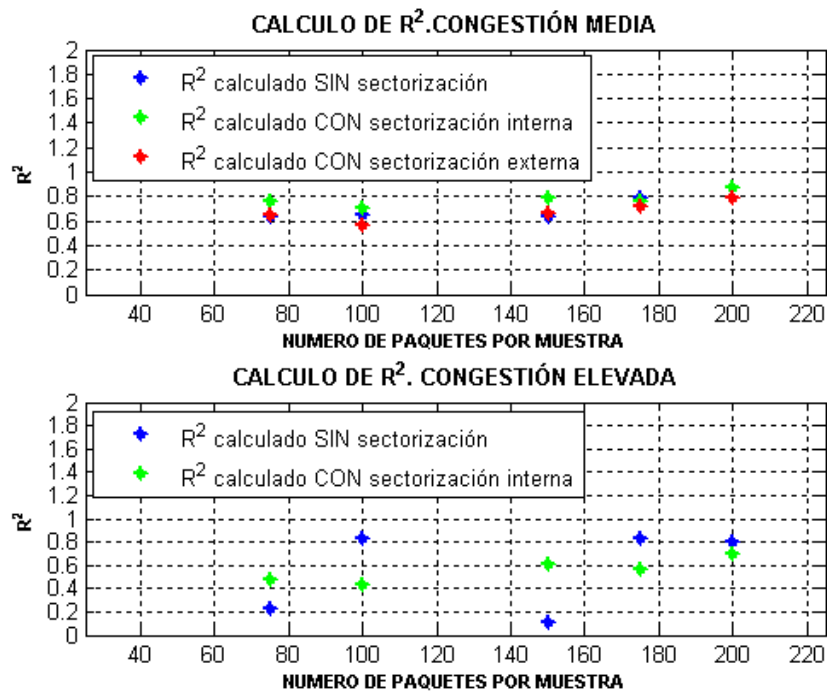 CALCULO DE R².CONGESTIÓN MEDIA
2
1.8
1.6
1.4
1.2
1
0.8
0.6
0.4
0.2
0
R²
R² calculado SIN sectorización
R² calculado CON sectorización interna
R² calculado CON sectorización externa
40 60 80 100 120 140 160 180 200 220
NUMERO DE PAQUETES POR MUESTRA
CALCULO DE R². CONGESTIÓN ELEVADA
2
1.8
1.6
1.4
1.2
1
0.8
0.6
0.4
0.2
0
R²
R² calculado SIN sectorización
R² calculado CON sectorización interna
40 60 80 100 120 140 160 180 200 220
NUMERO DE PAQUETES POR MUESTRA